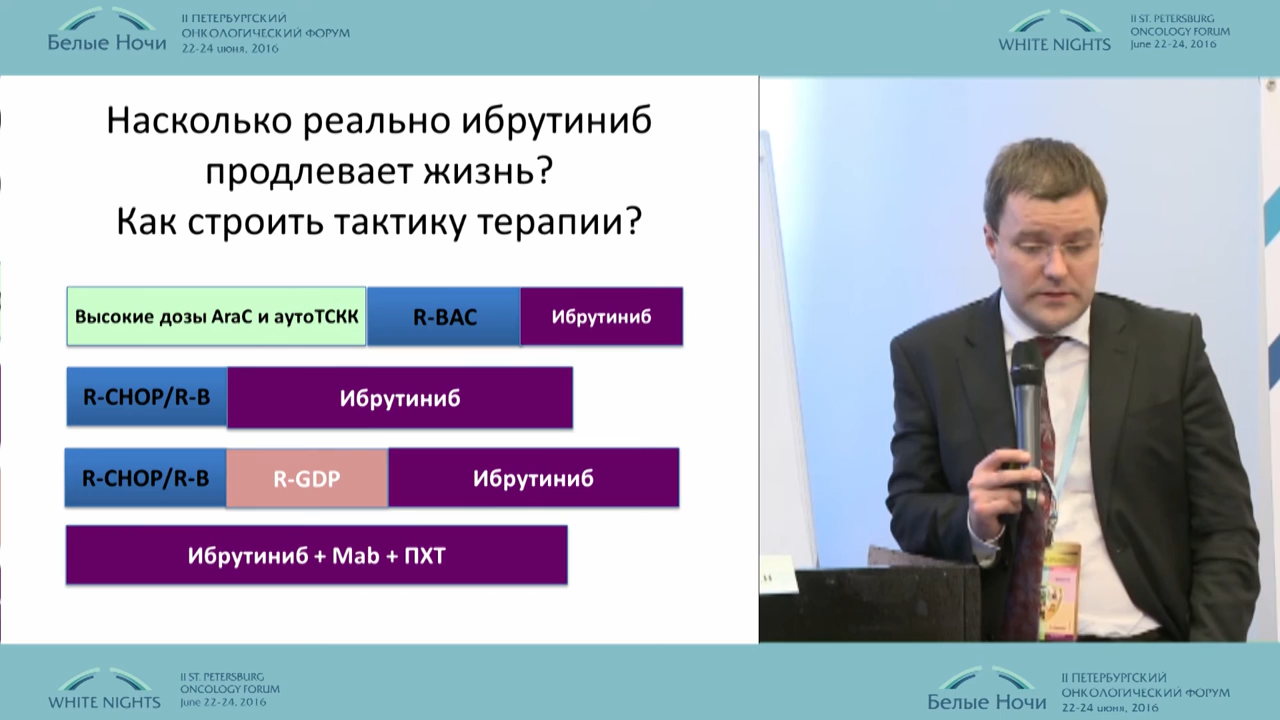 Белые Ночи
II ПЕТЕРБУРГСКИЙ
ОНКОЛОГИЧЕСКИЙ ФОРУМ
22-24 июня, 2016
WHITE NIGHTS
II ST. PETERSBURG
ONCOLOGY FORUM
June 22-24, 2016
Насколько реально ибрутиниб
продлевает жизнь?
Как строить тактику терапии?
Высокие дозы AraC и аутоТСКК
R-BAC
Ибрутиниб
R-CHOP/R-B
Ибрутиниб
R-CHOP/R-B
R-GDP
Ибрутиниб
Ибрутиниб + Mab + ПХТ
WHITE NIGHTS
II ST. PETERSBURG
ONCOLOGY FORUM
June 22-24, 2016
Белые Ночи
II ПЕТЕРБУРГСКИЙ
ОНКОЛОГИЧЕСКИЙ ФОРУМ
22-24 июня, 2016